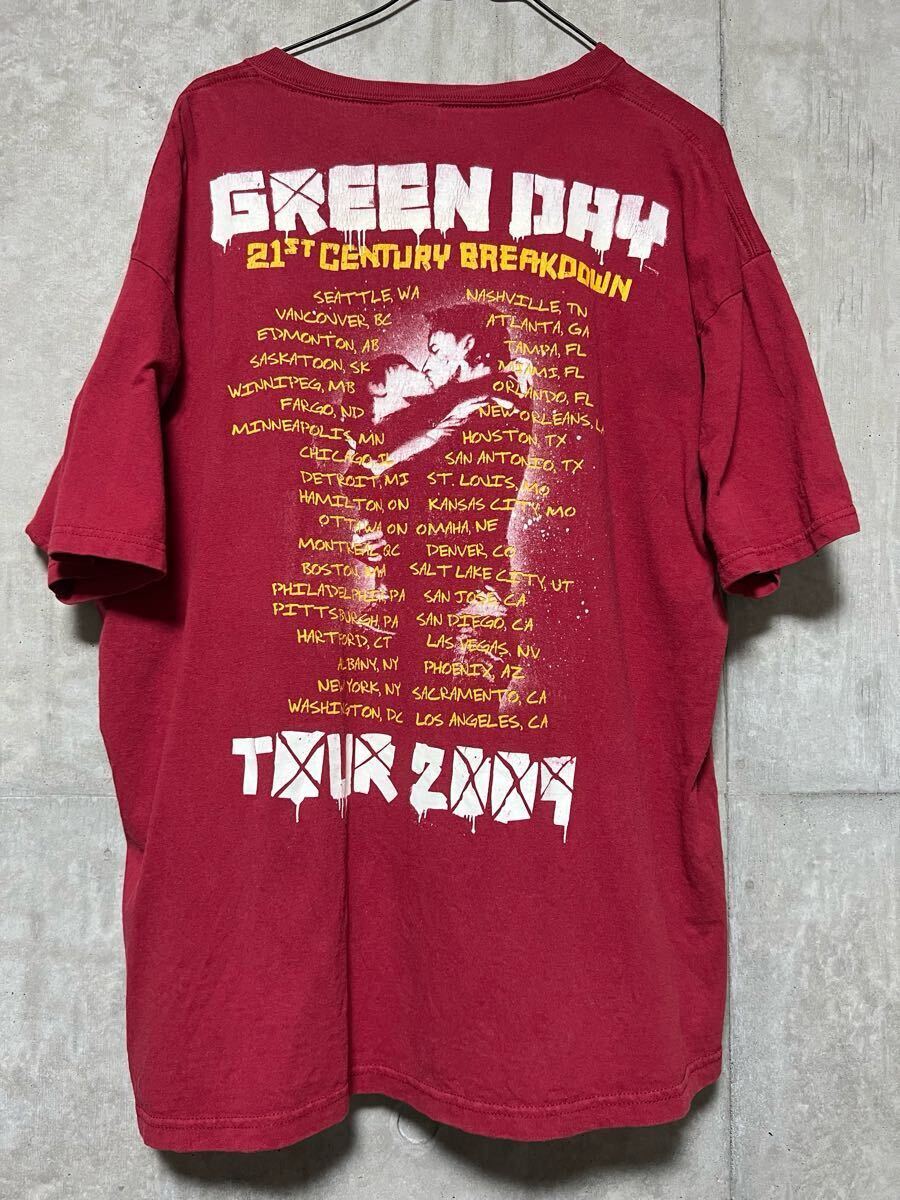 GREEN DAY
21ST CENTURY BREAKDOWN
SEATTLE, WA
VANCOUVER, BC
EDMONTON, AB
SASKATOON, SK
WINNIPEG, MB
FARGO, ND
MINNEAPOLIS, MN
CHICAGO, IL
DETROIT, MI
HAMILTON, ON
OTTAWA ON
MONTREAL QC
BOSTON, MA
PHILADELPHIA, PA
PITTSBURGH, PA
HARTFORD, CT
ALBANY, NY
NEW YORK, NY
WASHINGTON, DC
NASHVILLE, TN
ATLANTA, GA
TAMPA, FL
MIAMI, FL
ORLANDO, FL
NEW ORLEANS, L
HOUSTON, TX
SAN ANTONIO, TX
ST. LOUIS, MO
KANSAS CITY, MO
OMAHA, NE
DENVER, CO
SALT LAKE CITY, UT
SAN JOSE, CA
SAN DIEGO, CA
LAS VEGAS, NV
PHOENIX, AZ
SACRAMENTO, CA
LOS ANGELES, CA
TOUR 2009